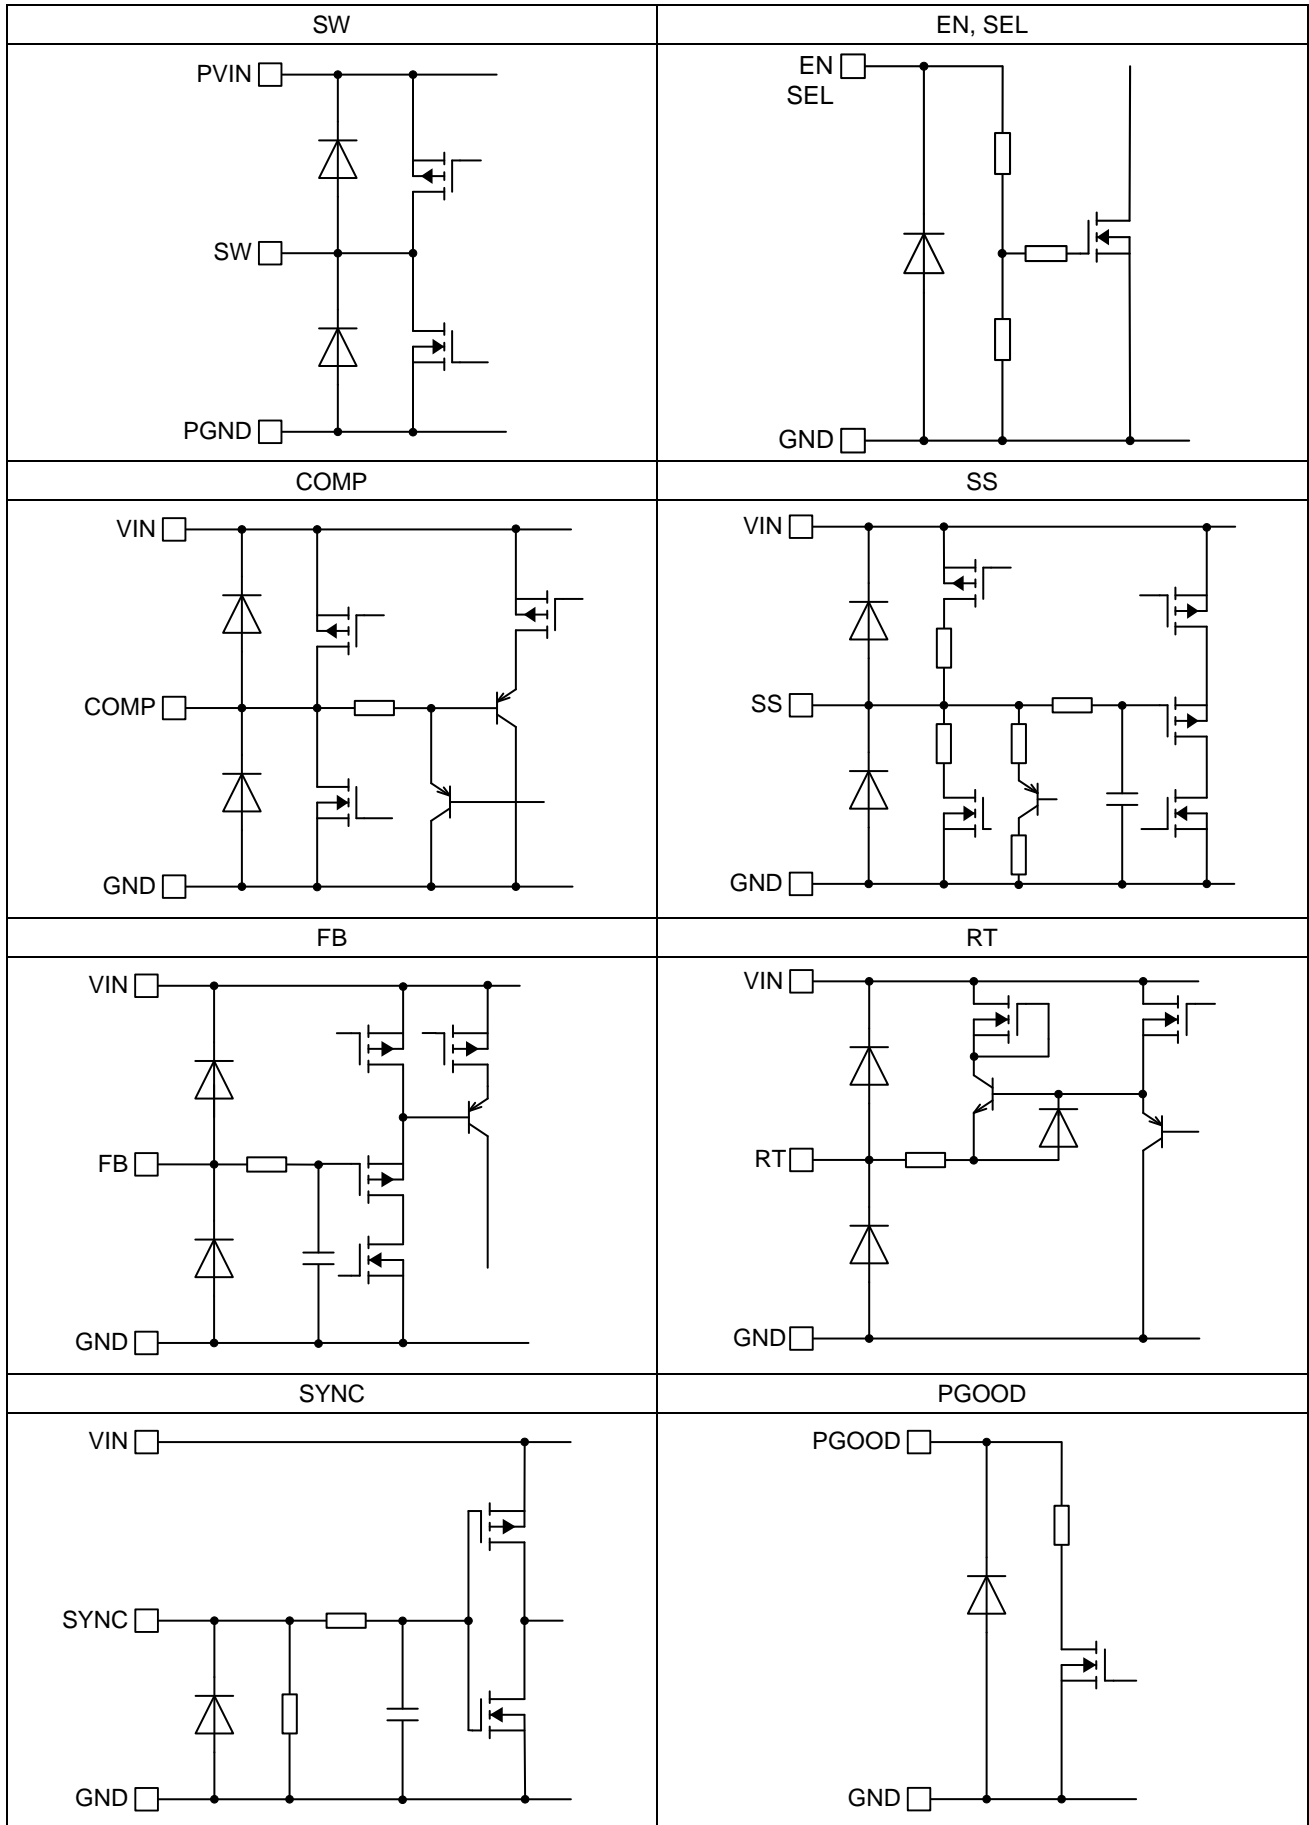 SW
EN, SEL
PVIN
SW
PGND
EN
SEL
GND
COMP
SS
VIN
COMP
GND
VIN
SS
GND
FB
RT
VIN
FB
GND
VIN
RT
GND
SYNC
PGOOD
VIN
SYNC
GND
PGOOD
GND